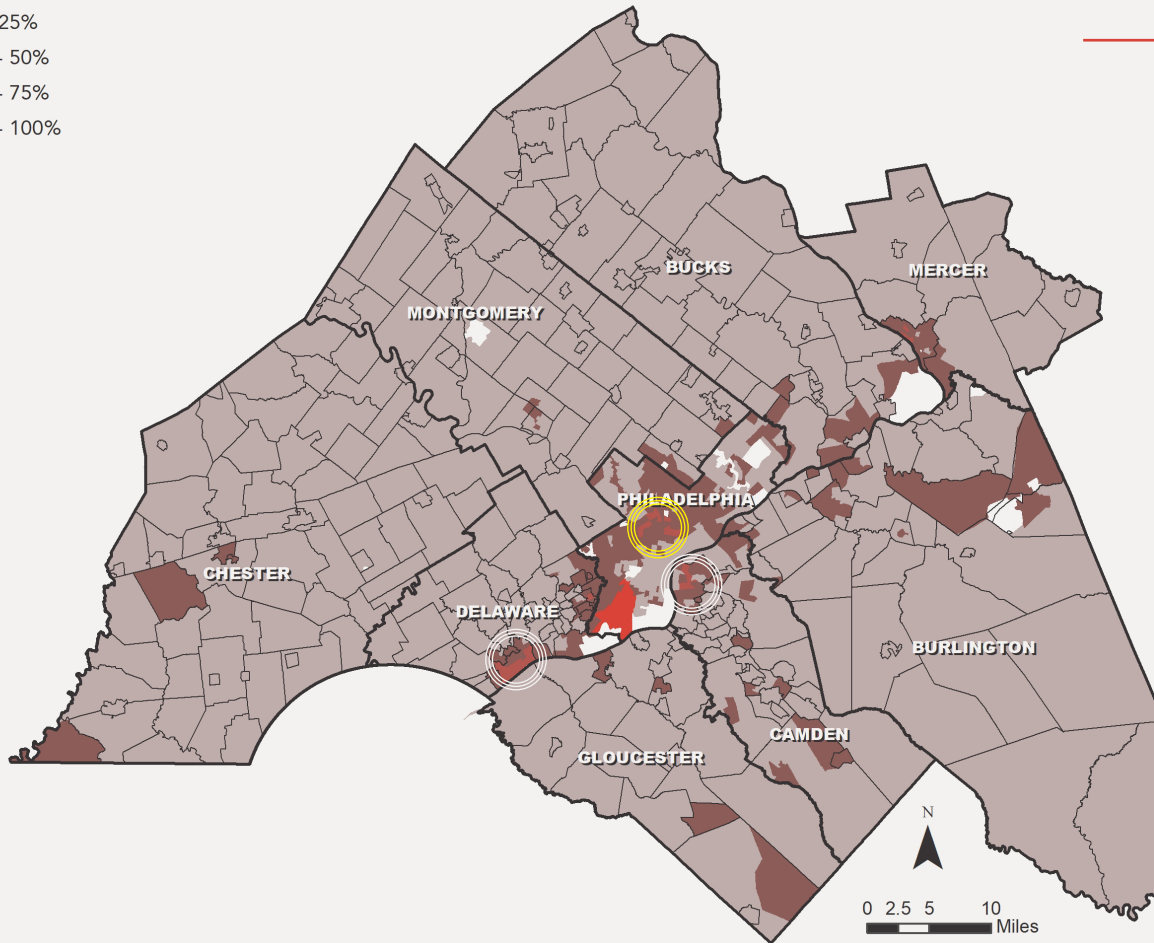 25%
- 50%
- 75%
- 100%
BUCKS
MERCER
MONTGOMERY
PHILADELPHIA
CHESTER
DELAWARE
BURLINGTON
CAMDEN
GLOUCESTER
N
0 2.5 5 10
Miles